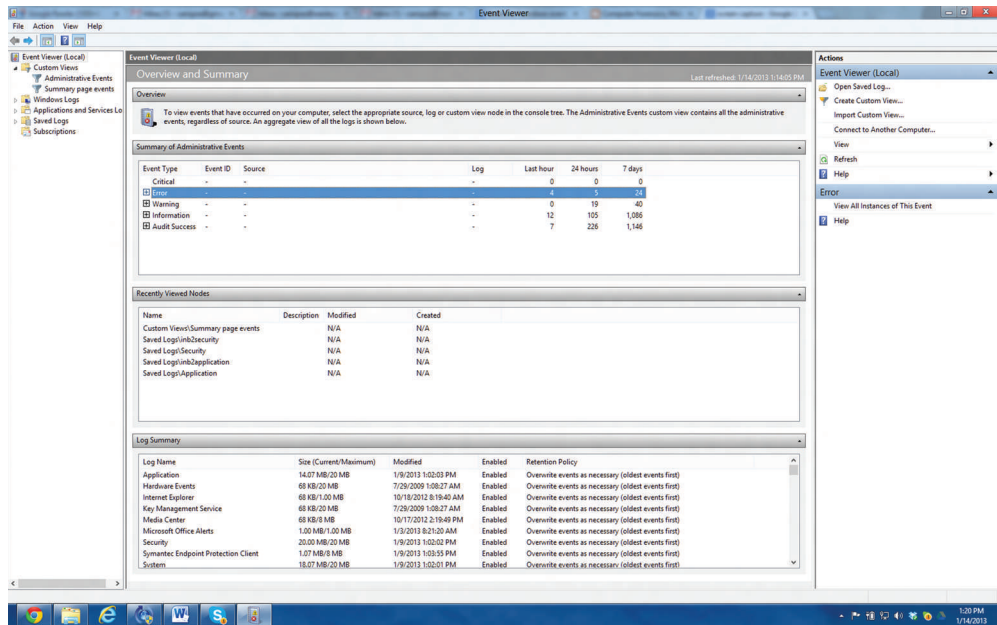 Event Viewer
File Action View Help
Event Viewer (Local)
Custom Views
Administrative Events
Summary page events
Windows Logs
Applications and Services Lo
Saved Logs
Subscriptions
Event Viewer (Local)
Overview and Summary Last refreshed: 1/14/2013 1:14:05 PM
Overview
To view events that have occurred on your computer, select the appropriate source, log or custom view node in the console tree. The Administrative Events custom view contains all the administrative
events, regardless of source. An aggregate view of all the logs is shown below.
Summary of Administrative Events
Event Type Event ID Source Log Last hour 24 hours 7 days
Critical - - - 0 0 0
Error - - - 4 5 24
Warning - - - 0 19 40
Information - - - 12 105 1,086
Audit Success - - - 7 226 1,146
Recently Viewed Nodes
Name Description Modified Created
Custom Views\Summary page events N/A N/A
Saved Logs\inb2security N/A N/A
Saved Logs\Security N/A N/A
Saved Logs\inb2application N/A N/A
Saved Logs\Application N/A N/A
Log Summary
Log Name Size (Current/Maximum) Modified Enabled Retention Policy
Application 14.07 MB/20 MB 1/9/2013 1:02:03 PM Enabled Overwrite events as necessary (oldest events first)
Hardware Events 68 KB/20 MB 7/29/2009 1:08:27 AM Enabled Overwrite events as necessary (oldest events first)
Internet Explorer 68 KB/1.00 MB 10/18/2012 8:19:40 AM Enabled Overwrite events as necessary (oldest events first)
Key Management Service 68 KB/20 MB 7/29/2009 1:08:27 AM Enabled Overwrite events as necessary (oldest events first)
Media Center 68 KB/8 MB 10/17/2012 2:19:49 PM Enabled Overwrite events as necessary (oldest events first)
Microsoft Office Alerts 1.00 MB/1.00 MB 1/3/2013 8:21:20 AM Enabled Overwrite events as necessary (oldest events first)
Security 20.00 MB/20 MB 1/9/2013 1:02:02 PM Enabled Overwrite events as necessary (oldest events first)
Symantec Endpoint Protection Client 1.07 MB/8 MB 1/9/2013 1:03:55 PM Enabled Overwrite events as necessary (oldest events first)
System 18.07 MB/20 MB 1/9/2013 1:02:01 PM Enabled Overwrite events as necessary (oldest events first)
Actions
Event Viewer (Local)
Open Saved Log...
Create Custom View...
Import Custom View...
Connect to Another Computer...
View
Refresh
Help
Error
View All Instances of This Event
Help
1:20 PM
1/14/2013